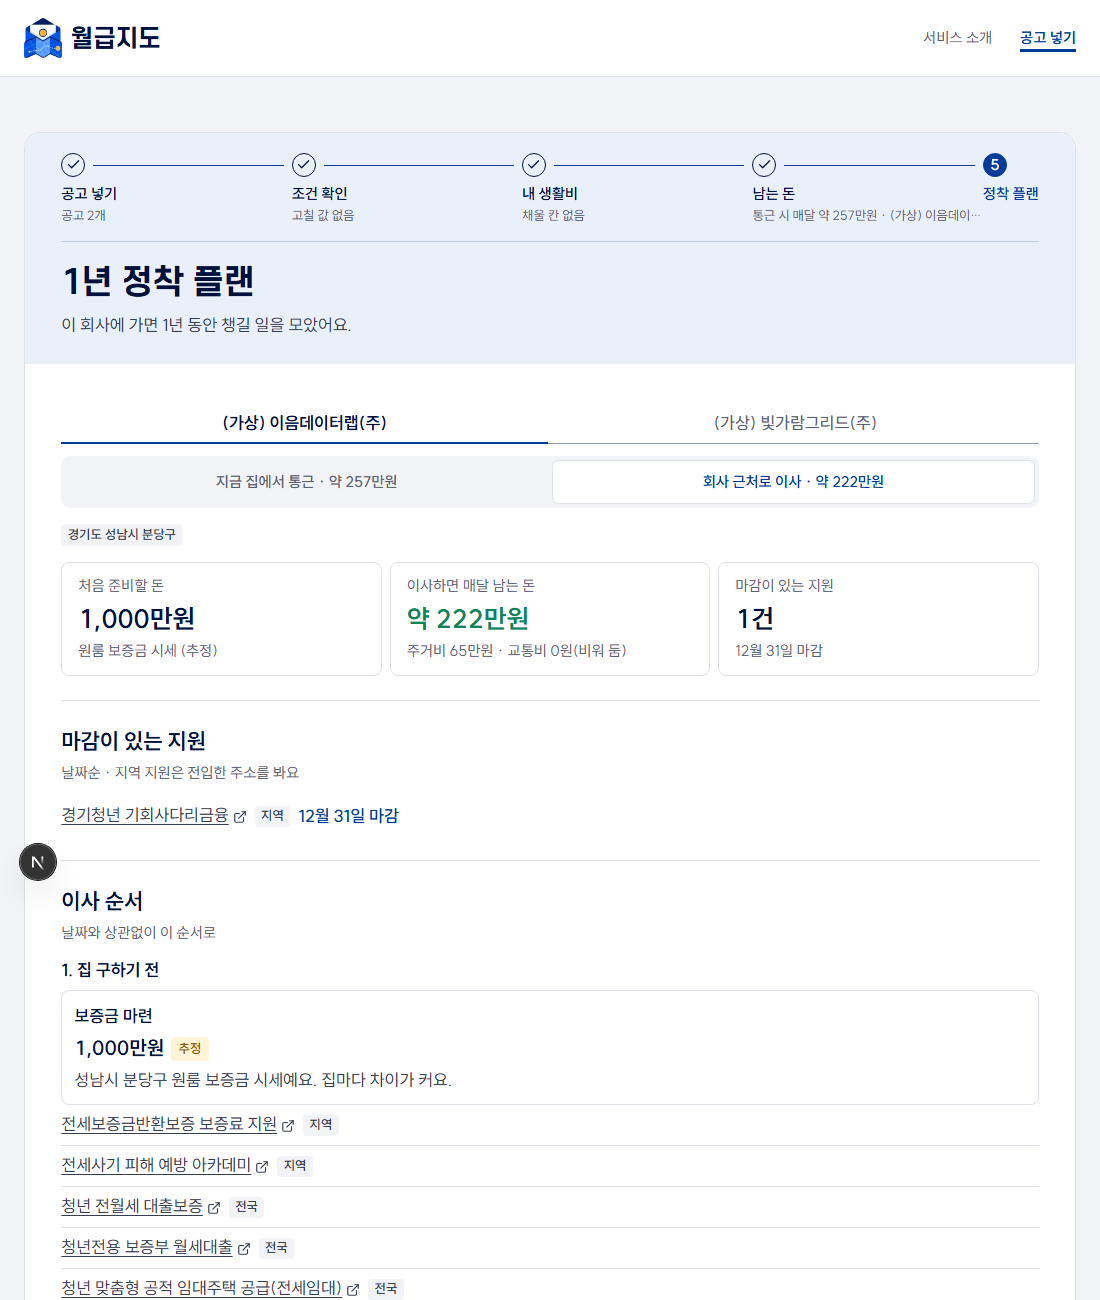 월급지도
서비스 소개
공고 넣기
공고 넣기
공고 2개
조건 확인
고칠 값 없음
내 생활비
채울 칸 없음
남는 돈
통근 시 매달 약 257만원 · (가상) 이음데이…
5
정착 플랜
1년 정착 플랜
이 회사에 가면 1년 동안 챙길 일을 모았어요.
(가상) 이음데이터랩(주)
(가상) 빛가람그리드(주)
지금 집에서 통근 · 약 257만원
회사 근처로 이사 · 약 222만원
경기도 성남시 분당구
처음 준비할 돈
1,000만원
원룸 보증금 시세 (추정)
이사하면 매달 남는 돈
약 222만원
주거비 65만원 · 교통비 0원(비워 둠)
마감이 있는 지원
1건
12월 31일 마감
마감이 있는 지원
날짜순 · 지역 지원은 전입한 주소를 봐요
경기청년 기회사다리금융 지역 12월 31일 마감
N
이사 순서
날짜와 상관없이 이 순서로
1. 집 구하기 전
보증금 마련
1,000만원 추정
성남시 분당구 원룸 보증금 시세예요. 집마다 차이가 커요.
전세보증금반환보증 보증료 지원 지역
전세사기 피해 예방 아카데미 지역
청년 전월세 대출보증 전국
청년전용 보증부 월세대출 전국
청년 맞춤형 공적 임대주택 공급(전세임대) 전국